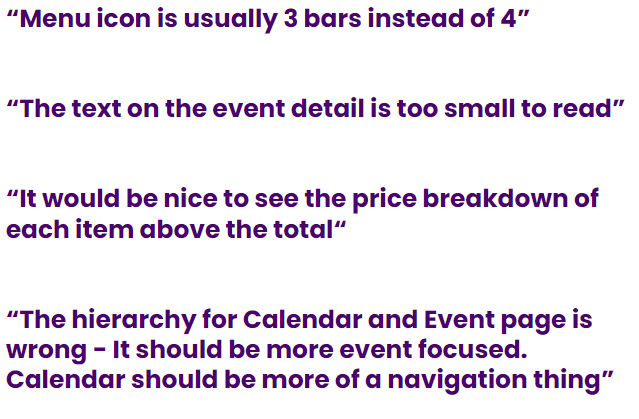 “Menu icon is usually 3 bars instead of 4”
“The text on the event detail is too small to read”
“It would be nice to see the price breakdown of
each item above the total“
“The hierarchy for Calendar and Event page is
wrong - It should be more event focused.
Calendar should be more of a navigation thing”